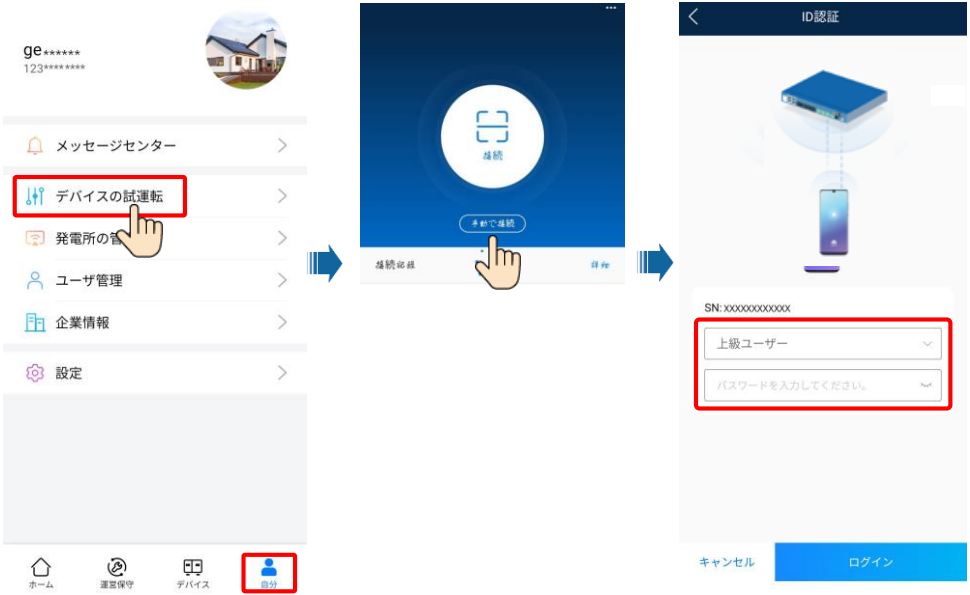 ge******
123********
メッセージセンター
デバイスの試運転
発電所の管
ユーザ管理
企業情報
設定
ホーム
運営保守
デバイス
自分
接続
手動で接続
接続記録
詳細
ID認証
SN: xxxxxxxxxxxx
上級ユーザー
パスワードを入力してください。
キャンセル
ログイン